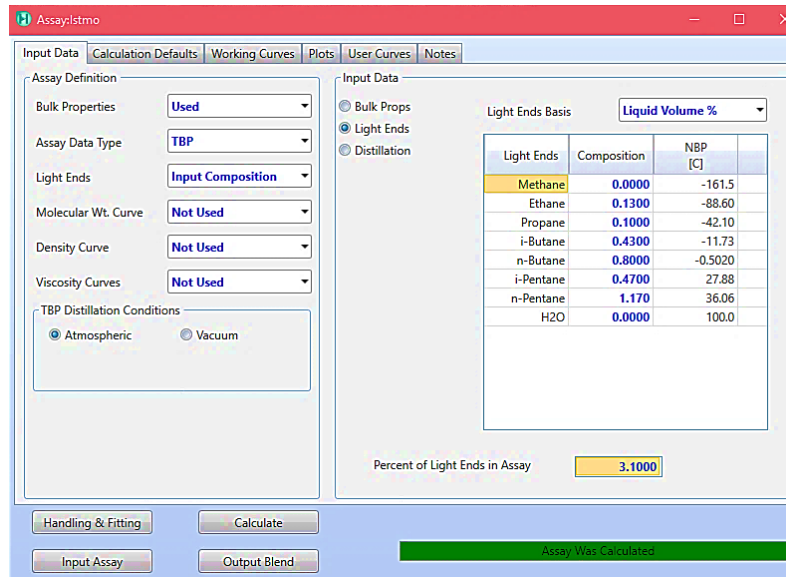 Assay:Istmo
Input Data Calculation Defaults Working Curves Plots User Curves Notes
Assay Definition
Bulk Properties Used
Assay Data Type TBP
Light Ends Input Composition
Molecular Wt. Curve Not Used
Density Curve Not Used
Viscosity Curves Not Used
TBP Distillation Conditions
Atmospheric Vacuum
Input Data
Bulk Props
Light Ends
Distillation
Light Ends Basis Liquid Volume %
Light Ends Composition NBP [C]
Methane 0.0000 -161.5
Ethane 0.1300 -88.60
Propane 0.1000 -42.10
i-Butane 0.4300 -11.73
n-Butane 0.8000 -0.5020
i-Pentane 0.4700 27.88
n-Pentane 1.170 36.06
H2O 0.0000 100.0
Percent of Light Ends in Assay 3.1000
Handling & Fitting Calculate
Input Assay Output Blend
Assay Was Calculated